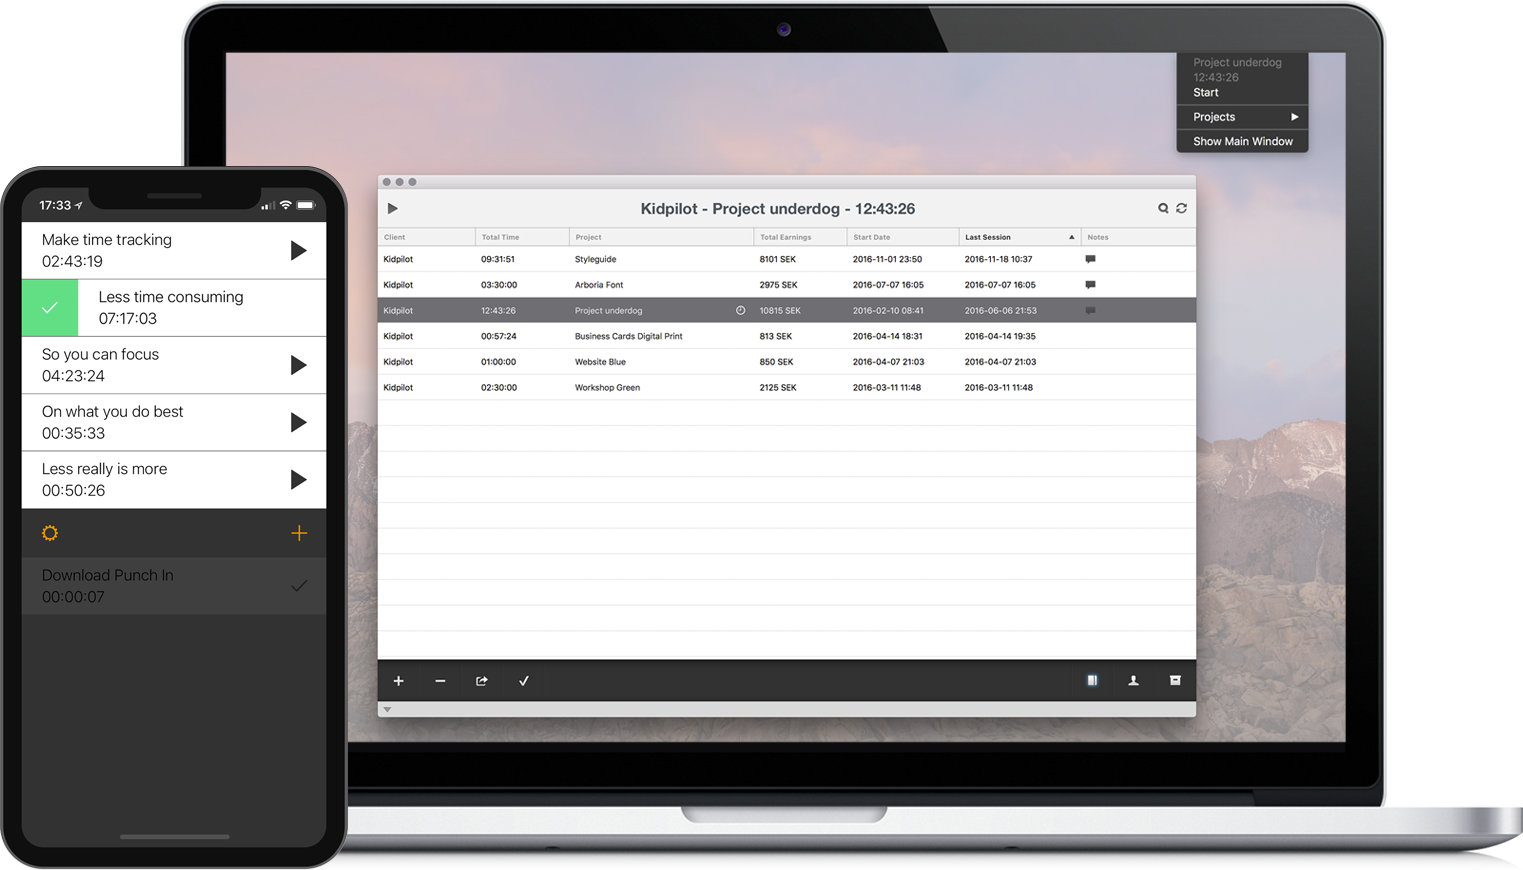 Project underdog
12:43:26
Start
Projects
Show Main Window
Kidpilot - Project underdog - 12:43:26
Client Total Time Project Total Earnings Start Date Last Session Notes
Kidpilot 09:31:51 Styleguide 8101 SEK 2016-11-01 23:50 2016-11-18 10:37
Kidpilot 03:30:00 Arboria Font 2975 SEK 2016-07-07 16:05 2016-07-07 16:05
Kidpilot 12:43:26 Project underdog 10815 SEK 2016-02-10 08:41 2016-06-06 21:53
Kidpilot 00:57:24 Business Cards Digital Print 813 SEK 2016-04-14 18:31 2016-04-14 19:35
Kidpilot 01:00:00 Website Blue 850 SEK 2016-04-07 21:03 2016-04-07 21:03
Kidpilot 02:30:00 Workshop Green 2125 SEK 2016-03-11 11:48 2016-03-11 11:48
17:33
Make time tracking
02:43:19
Less time consuming
07:17:03
So you can focus
04:23:24
On what you do best
00:35:33
Less really is more
00:50:26
Download Punch In
00:00:07